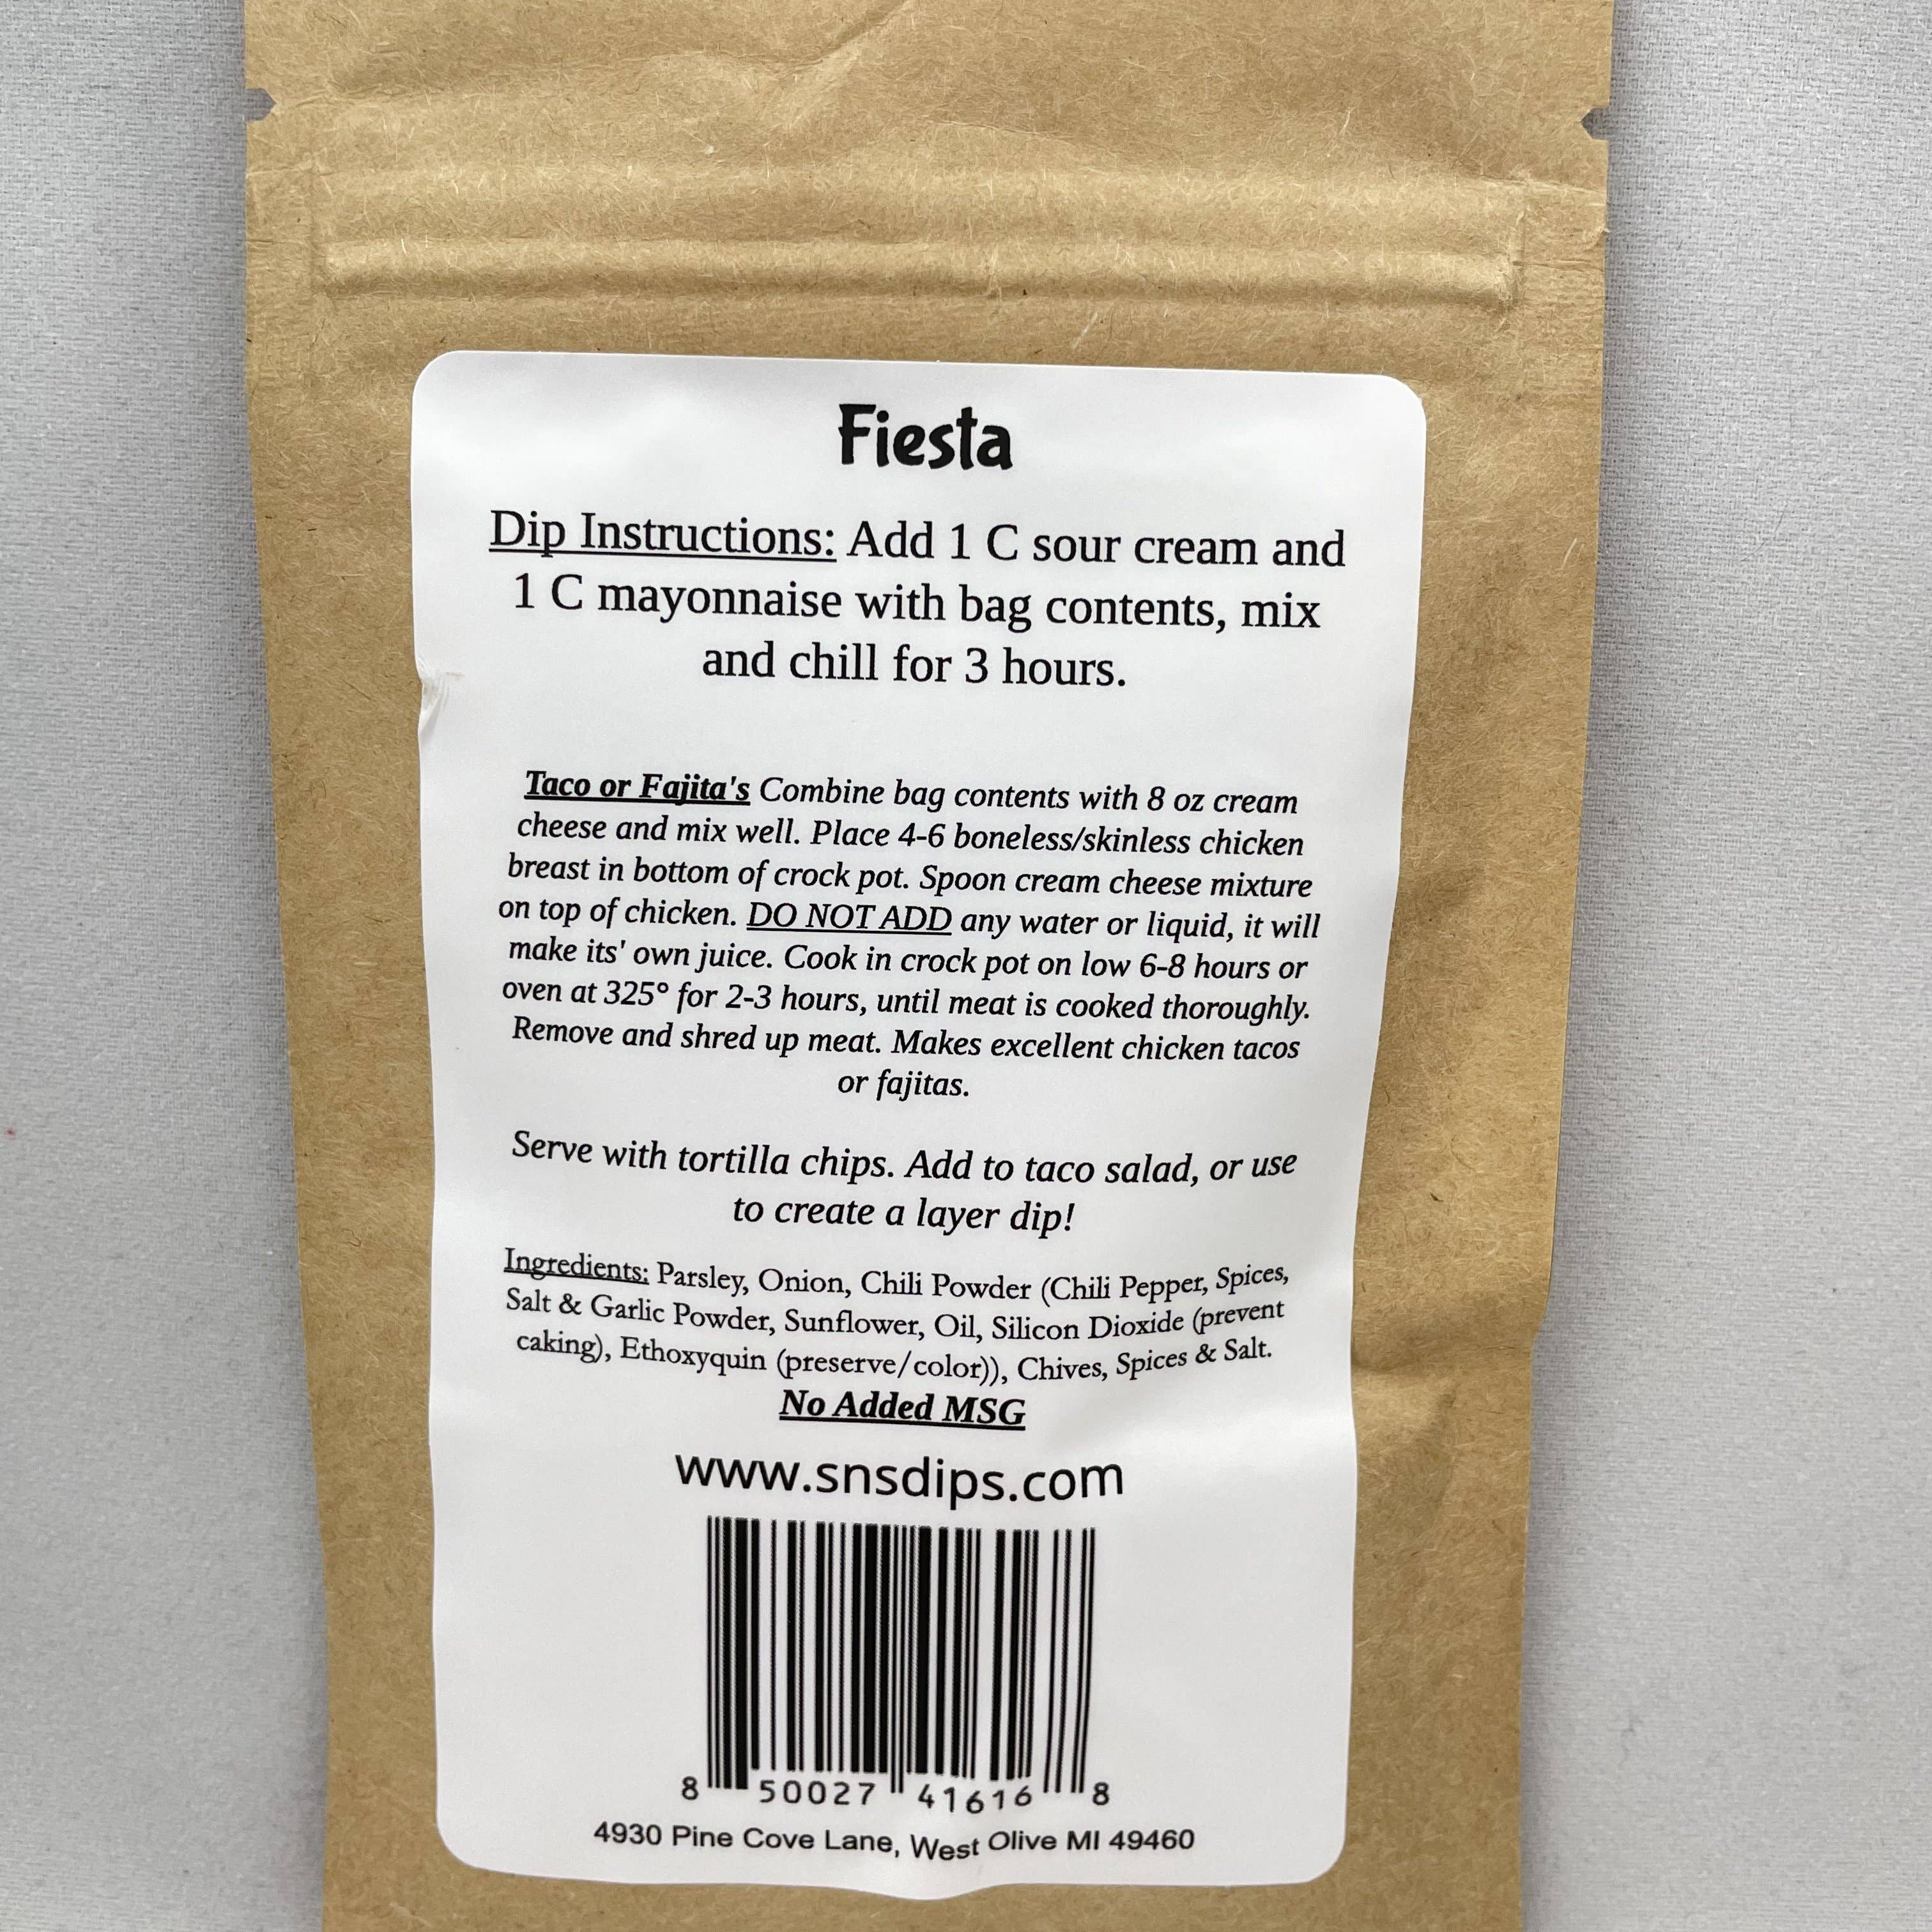 Fiesta
Dip Instructions: Add 1 C sour cream and
1 C mayonnaise with bag contents, mix
and chill for 3 hours.
Taco or Fajita's Combine bag contents with 8 oz cream
cheese and mix well. Place 4-6 boneless/skinless chicken
breast in bottom of crock pot. Spoon cream cheese mixture
on top of chicken. DO NOT ADD any water or liquid, it will
make its' own juice. Cook in crock pot on low 6-8 hours or
oven at 325° for 2-3 hours, until meat is cooked thoroughly.
Remove and shred up meat. Makes excellent chicken tacos
or fajitas.
Serve with tortilla chips. Add to taco salad, or use
to create a layer dip!
Ingredients: Parsley, Onion, Chili Powder (Chili Pepper, Spices,
Salt & Garlic Powder, Sunflower, Oil, Silicon Dioxide (prevent
caking), Ethoxyquin (preserve/color)), Chives, Spices & Salt.
No Added MSG
www.snsdips.com
8 50027 41616 8
4930 Pine Cove Lane, West Olive MI 49460